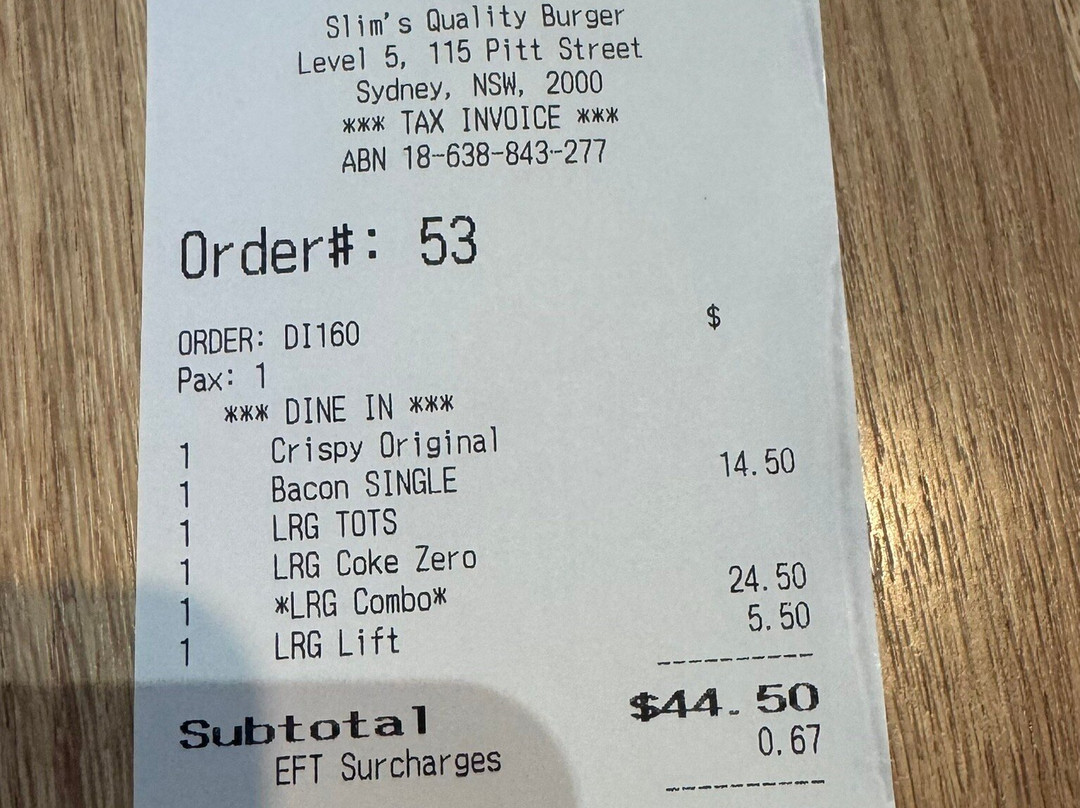 Slim's Quality Burger
Level 5, 115 Pitt Street
Sydney, NSW, 2000
*** TAX INVOICE ***
ABN 18-638-843-277
Order#: 53
$
ORDER: DI160
Pax: 1
*** DINE IN ***
1 Crispy Original 14.50
1 Bacon SINGLE
1 LRG TOTS
1 LRG Coke Zero
1 *LRG Combo* 24.50
1 LRG Lift 5.50
Subtotal $44.50
EFT Surcharges 0.67